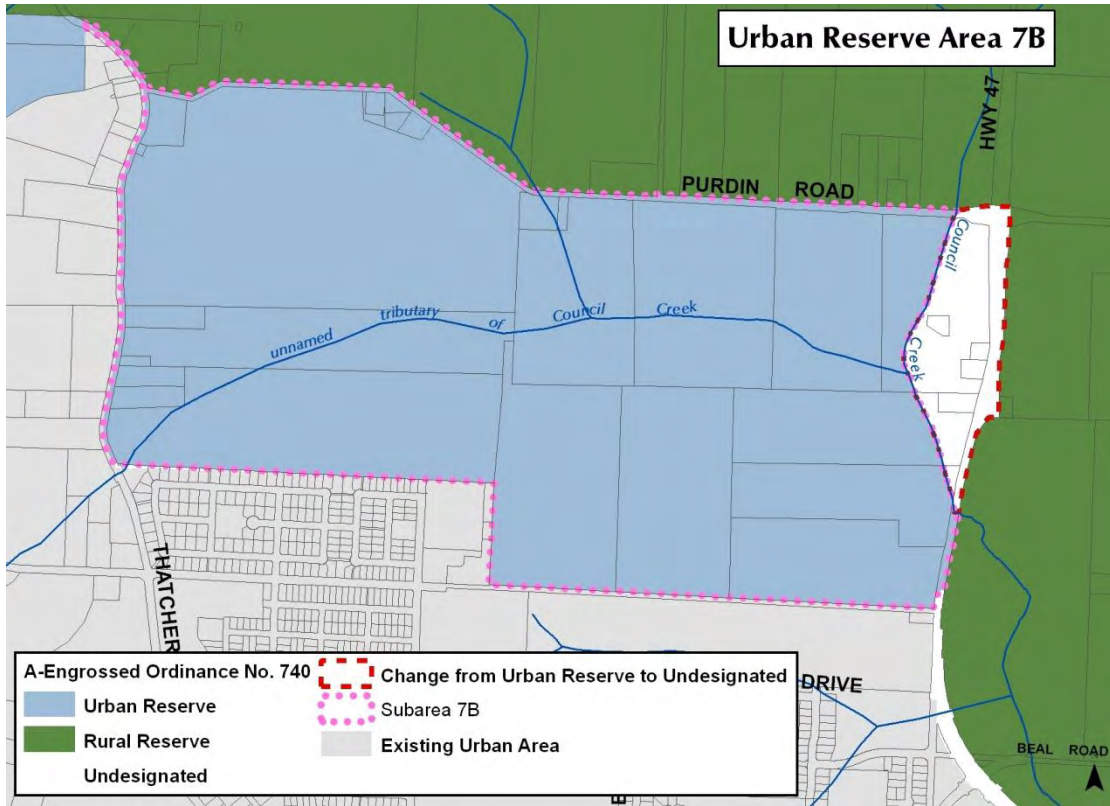 Urban Reserve Area 7B
HWY 47
PURDIN ROAD
Council
Creek
unnamed tributary of Council Creek
THATCHER
DRIVE
BEAL ROAD
A-Engrossed Ordinance No. 740
Urban Reserve
Rural Reserve
Undesignated
Change from Urban Reserve to Undesignated
Subarea 7B
Existing Urban Area